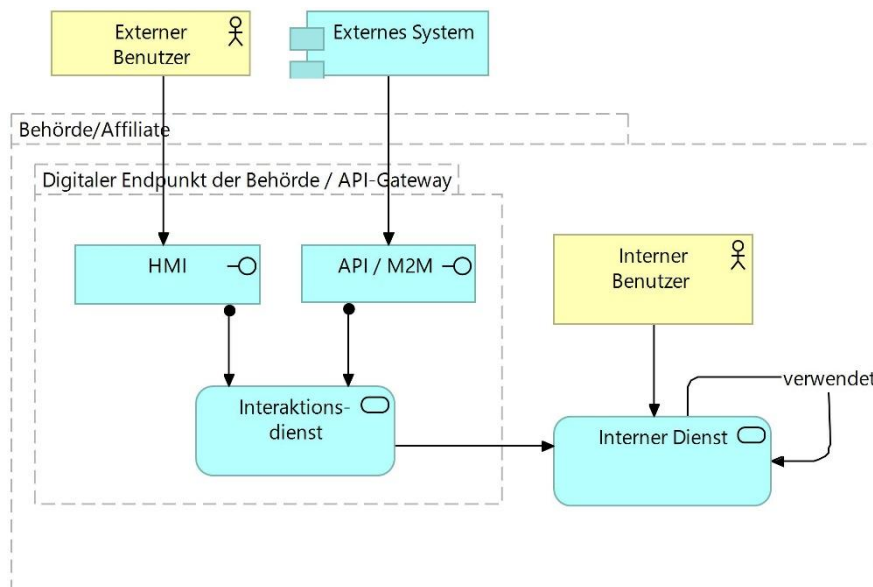 Externer
Benutzer
Externes System
Behörde/Affiliate
Digitaler Endpunkt der Behörde / API-Gateway
HMI
API / M2M
Interner
Benutzer
Interaktions-
dienst
verwendet
Interner Dienst